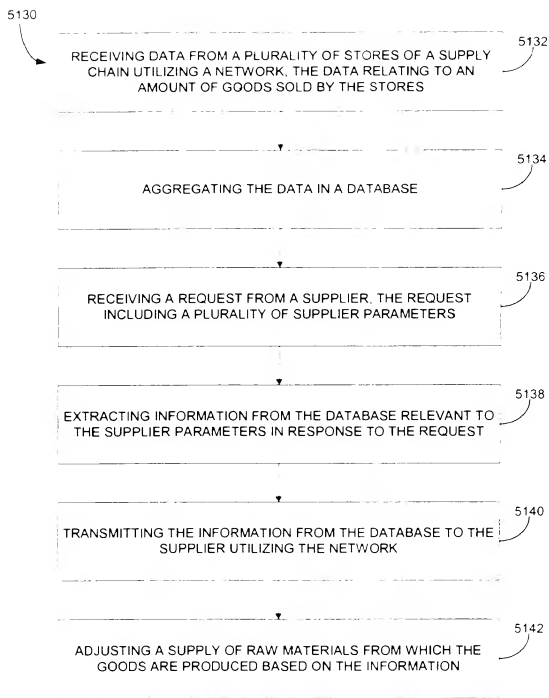 5130
5132
RECEIVING DATA FROM A PLURALITY OF STORES OF A SUPPLY
CHAIN UTILIZING A NETWORK, THE DATA RELATING TO AN
AMOUNT OF GOODS SOLD BY THE STORES
5134
AGGREGATING THE DATA IN A DATABASE
5136
RECEIVING A REQUEST FROM A SUPPLIER, THE REQUEST
INCLUDING A PLURALITY OF SUPPLIER PARAMETERS
5138
EXTRACTING INFORMATION FROM THE DATABASE RELEVANT TO
THE SUPPLIER PARAMETERS IN RESPONSE TO THE REQUEST
5140
TRANSMITTING THE INFORMATION FROM THE DATABASE TO THE
SUPPLIER UTILIZING THE NETWORK
5142
ADJUSTING A SUPPLY OF RAW MATERIALS FROM WHICH THE
GOODS ARE PRODUCED BASED ON THE INFORMATION